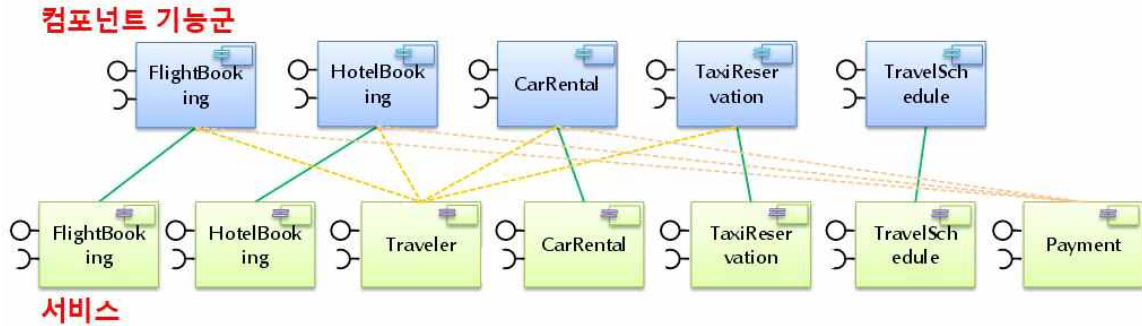 컴포넌트 기능군
FlightBook
ing
HotelBook
ing
CarRental
TaxiReser
vation
TravelSch
edule
FlightBook
ing
HotelBook
ing
Traveler
CarRental
TaxiReser
vation
TravelSch
edule
Payment
서비스